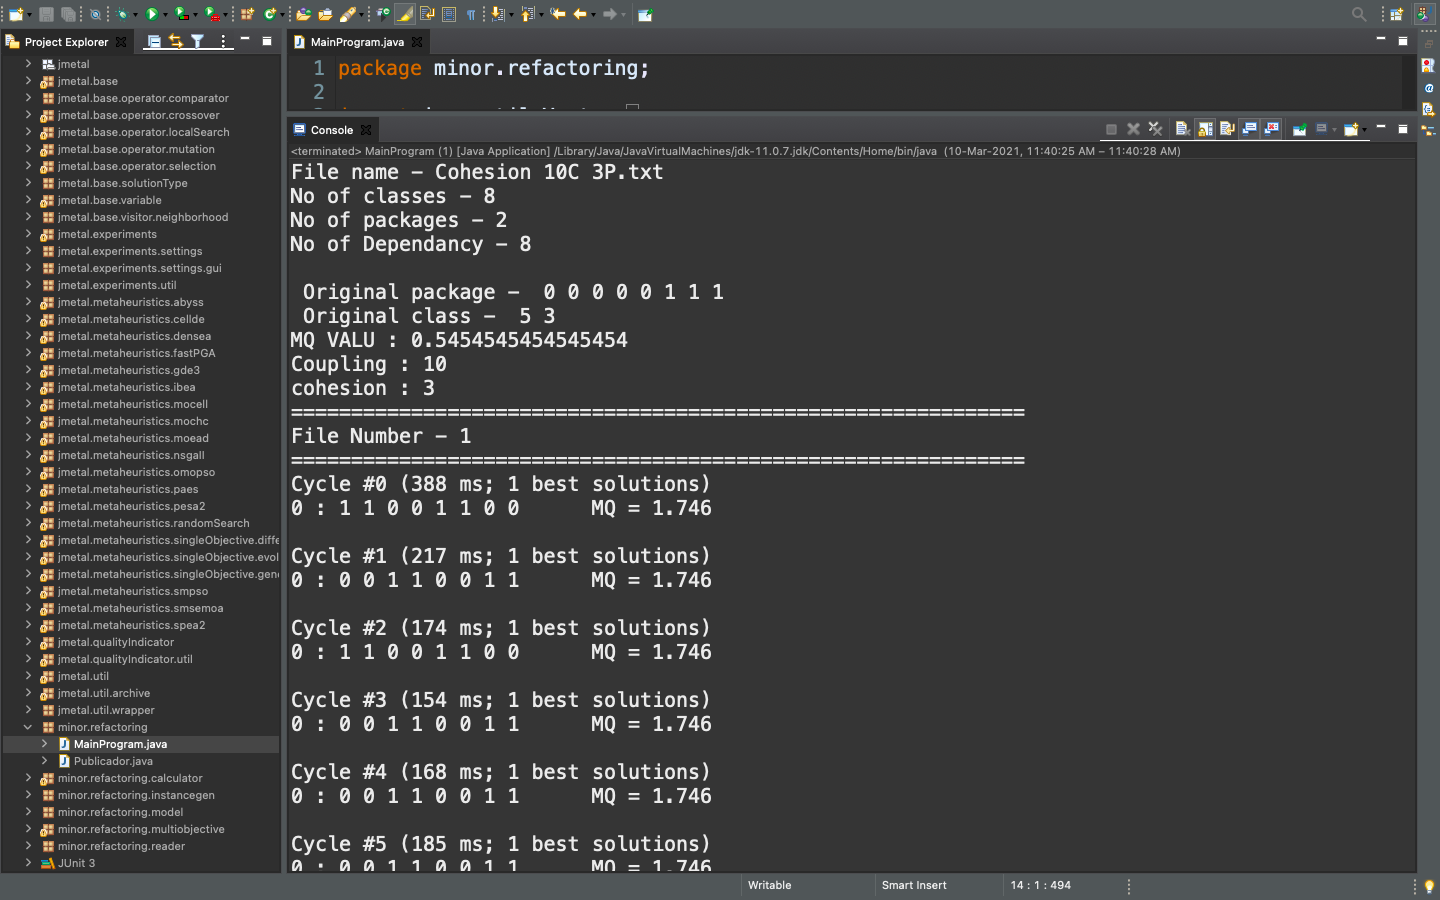 Project Explorer
jmetal
jmetal.base
jmetal.base.operator.comparator
jmetal.base.operator.crossover
jmetal.base.operator.localSearch
jmetal.base.operator.mutation
jmetal.base.operator.selection
jmetal.base.solutionType
jmetal.base.variable
jmetal.base.visitor.neighborhood
jmetal.experiments
jmetal.experiments.settings
jmetal.experiments.settings.gui
jmetal.experiments.util
jmetal.metaheuristics.abyss
jmetal.metaheuristics.cellde
jmetal.metaheuristics.densea
jmetal.metaheuristics.fastPGA
jmetal.metaheuristics.gde3
jmetal.metaheuristics.ibea
jmetal.metaheuristics.mocell
jmetal.metaheuristics.mochc
jmetal.metaheuristics.moead
jmetal.metaheuristics.nsgaII
jmetal.metaheuristics.omopso
jmetal.metaheuristics.paes
jmetal.metaheuristics.pesa2
jmetal.metaheuristics.randomSearch
jmetal.metaheuristics.singleObjective.diffe
jmetal.metaheuristics.singleObjective.evol
jmetal.metaheuristics.singleObjective.gene
jmetal.metaheuristics.smpso
jmetal.metaheuristics.smsemoa
jmetal.metaheuristics.spea2
jmetal.qualityIndicator
jmetal.qualityIndicator.util
jmetal.util
jmetal.util.archive
jmetal.util.wrapper
minor.refactoring
MainProgram.java
Publicador.java
minor.refactoring.calculator
minor.refactoring.instancegen
minor.refactoring.model
minor.refactoring.multiobjective
minor.refactoring.reader
JUnit 3
MainProgram.java
1 package minor.refactoring;
2
Console
<terminated> MainProgram (1) [Java Application] /Library/Java/JavaVirtualMachines/jdk-11.0.7.jdk/Contents/Home/bin/java (10-Mar-2021, 11:40:25 AM – 11:40:28 AM)
File name - Cohesion 10C 3P.txt
No of classes - 8
No of packages - 2
No of Dependancy - 8
Original package - 0 0 0 0 0 1 1 1
Original class - 5 3
MQ VALU : 0.5454545454545454
Coupling : 10
cohesion : 3
=============================================================
File Number - 1
=============================================================
Cycle #0 (388 ms; 1 best solutions)
0 : 1 1 0 0 1 1 0 0 MQ = 1.746
Cycle #1 (217 ms; 1 best solutions)
0 : 0 0 1 1 0 0 1 1 MQ = 1.746
Cycle #2 (174 ms; 1 best solutions)
0 : 1 1 0 0 1 1 0 0 MQ = 1.746
Cycle #3 (154 ms; 1 best solutions)
0 : 0 0 1 1 0 0 1 1 MQ = 1.746
Cycle #4 (168 ms; 1 best solutions)
0 : 0 0 1 1 0 0 1 1 MQ = 1.746
Cycle #5 (185 ms; 1 best solutions)
0 : 0 0 1 1 0 0 1 1 MQ = 1.746
Writable
Smart Insert
14 : 1 : 494